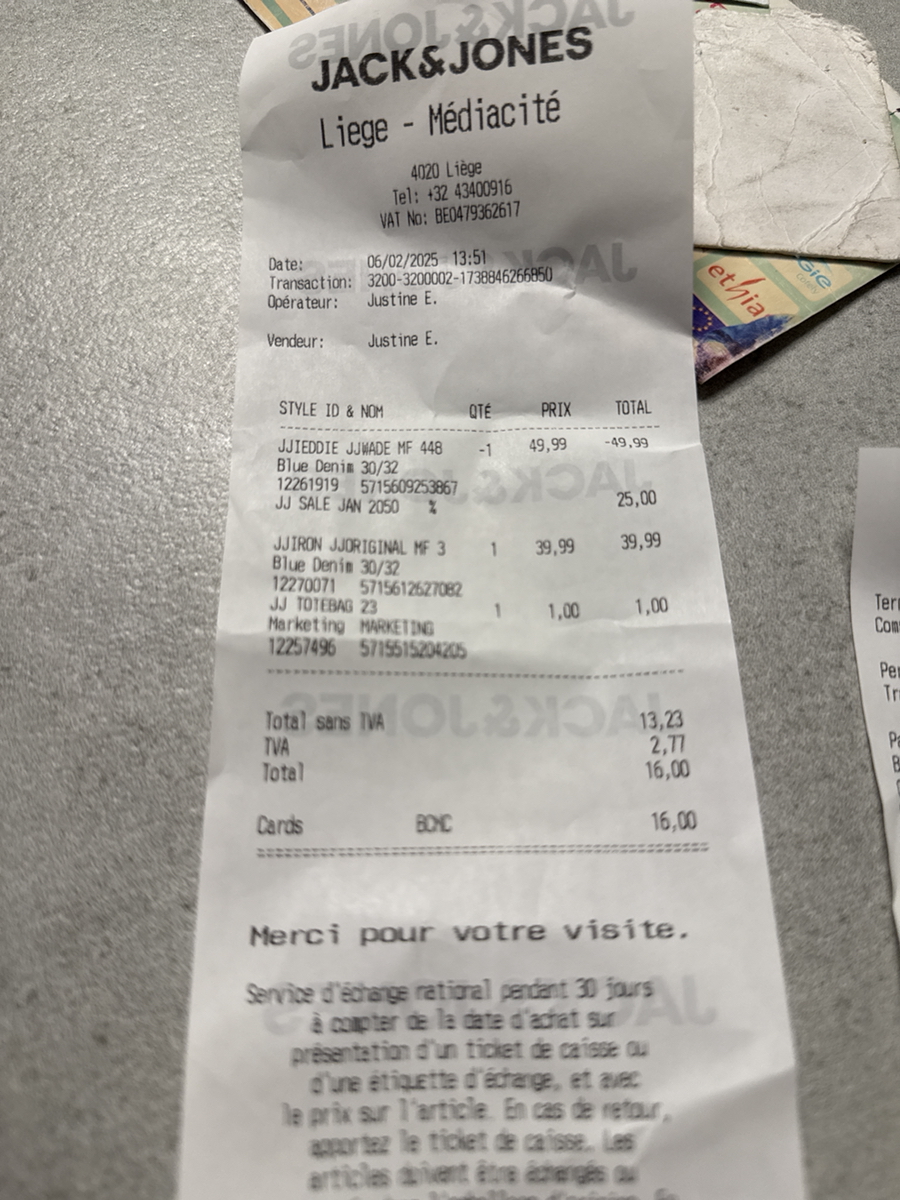 JACK&JONES
Liege - Médiacité
4020 Liège
Tel: +32 43400916
VAT No: BE0479362617
Date: 06/02/2025 13:51
Transaction: 3200-3200002-1738846266850
Opérateur: Justine E.
Vendeur: Justine E.
STYLE ID & NOM QTÉ PRIX TOTAL
JJIEDDIE JJWADE MF 448 -1 49,99 -49,99
Blue Denim 30/32
12261919 5715609253867
JJ SALE JAN 2050 % 25,00
JJIRON JJORIGINAL MF 3 1 39,99 39,99
Blue Denim 30/32
12270071 5715612627082
JJ TOTEBAG 23 1 1,00 1,00
Marketing MARKETING
12257496 5715515204205
Total sans TVA 13,23
TVA 2,77
Total 16,00
Cards BCMC 16,00
Merci pour votre visite.
Service d'échange national pendant 30 jours
à compter de la date d'achat sur
présentation d'un ticket de caisse ou
d'une étiquette d'échange, et avec
le prix sur l'article. En cas de retour,
apportez le ticket de caisse. Les
articles doivent être échangés ou
ethia